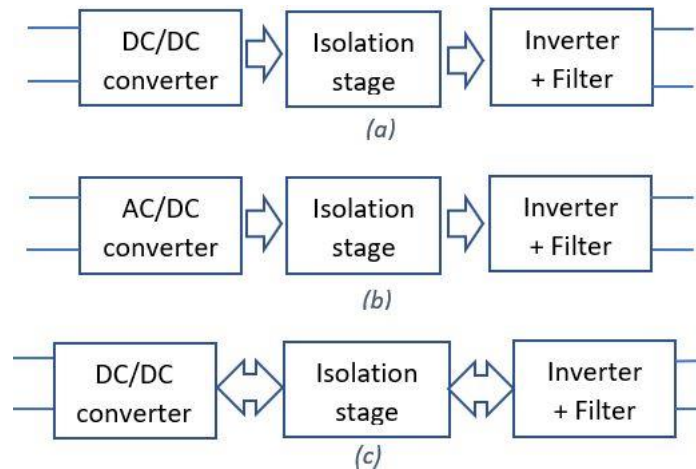 DC/DC
converter
Isolation
stage
Inverter
+ Filter
(a)
AC/DC
converter
Isolation
stage
Inverter
+ Filter
(b)
DC/DC
converter
Isolation
stage
Inverter
+ Filter
(c)